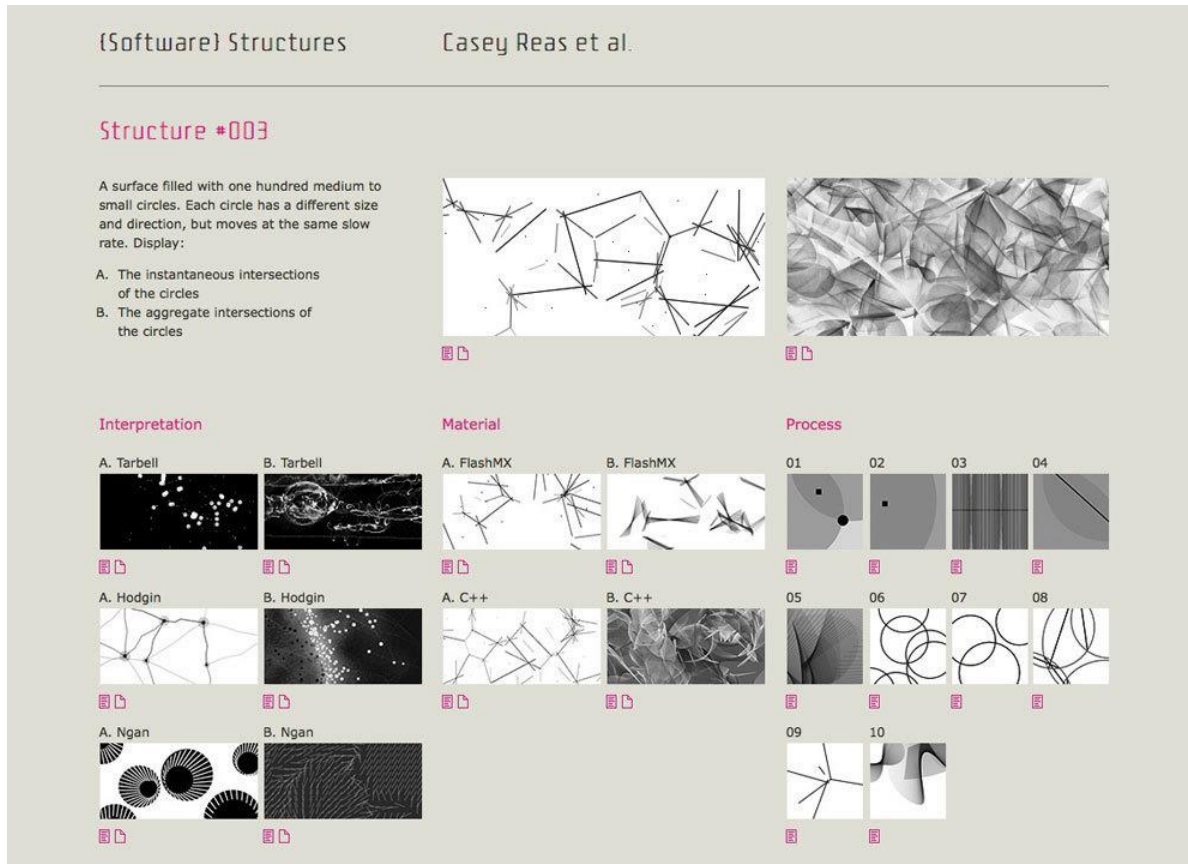 {Software} Structures
Casey Reas et al.
Structure #003
A surface filled with one hundred medium to
small circles. Each circle has a different size
and direction, but moves at the same slow
rate. Display:
A. The instantaneous intersections
of the circles
B. The aggregate intersections of
the circles
Interpretation
A. Tarbell
B. Tarbell
A. Hodgin
B. Hodgin
A. Ngan
B. Ngan
Material
A. FlashMX
B. FlashMX
A. C++
B. C++
Process
01
02
03
04
05
06
07
08
09
10